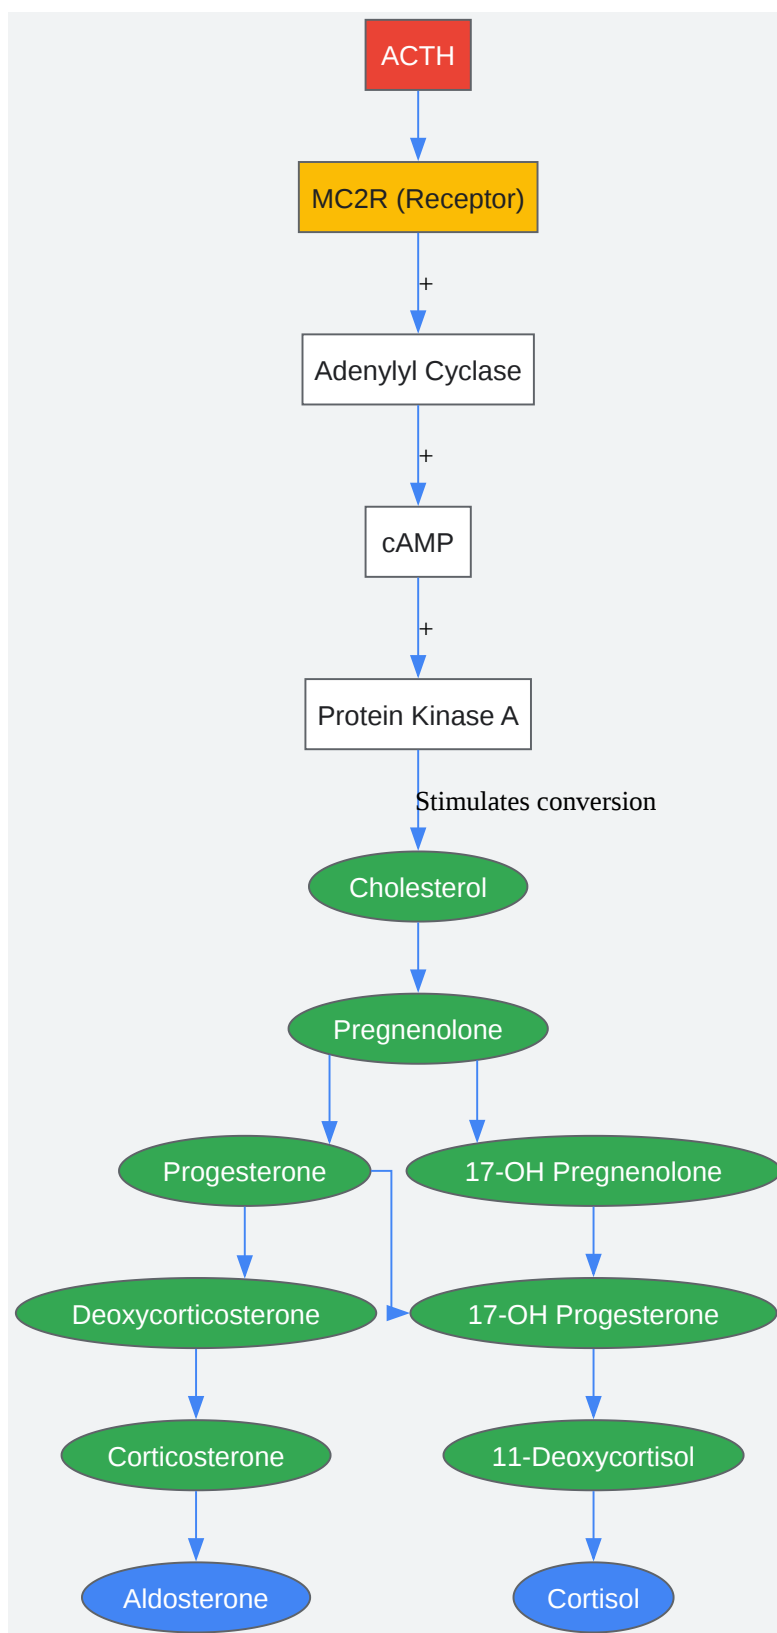 ACTH
MC2R (Receptor)
+
Adenylyl Cyclase
+
cAMP
+
Protein Kinase A
Stimulates conversion
Cholesterol
Pregnenolone
Progesterone
17-OH Pregnenolone
Deoxycorticosterone
17-OH Progesterone
Corticosterone
11-Deoxycortisol
Aldosterone
Cortisol